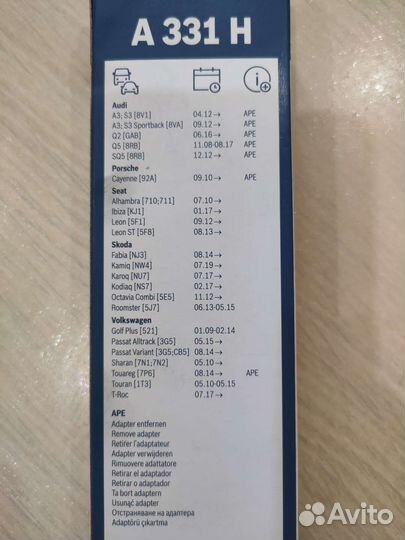 A 331 H
Audi
A3; S3 [8V1] 04.12→ APE
A3; S3 Sportback [8VA] 09.12→ APE
Q2 [GAB] 06.16→ APE
Q5 [8RB] 11.08-08.17 APE
SQ5 [8RB] 12.12→ APE
Porsche
Cayenne [92A] 09.10→ APE
Seat
Alhambra [710;711] 07.10→
Ibiza [KJ1] 01.17→
Leon [5F1] 09.12→
Leon ST [5F8] 08.13→
Skoda
Fabia [NJ3] 08.14→
Kamiq [NW4] 07.19→
Karoq [NU7] 07.17→
Kodiaq [NS7] 02.17→
Octavia Combi [5E5] 11.12→
Roomster [5J7] 06.13-05.15
Volkswagen
Golf Plus [521] 01.09-02.14
Passat Alltrack [3G5] 05.15→
Passat Variant [3G5;CB5] 08.14→
Sharan [7N1;7N2] 05.10→
Touareg [7P6] 08.14→ APE
Touran [1T3] 05.10-05.15
T-Roc 07.17→
APE
Adapter entfernen
Remove adapter
Retirer l'adaptateur
Adapter verwijderen
Rimuovere adattatore
Retirar el adaptador
Retirar o adaptador
Ta bort adaptern
Usunąć adapter
Отстраняване на адаптера
Adaptörü çıkartma
Avito